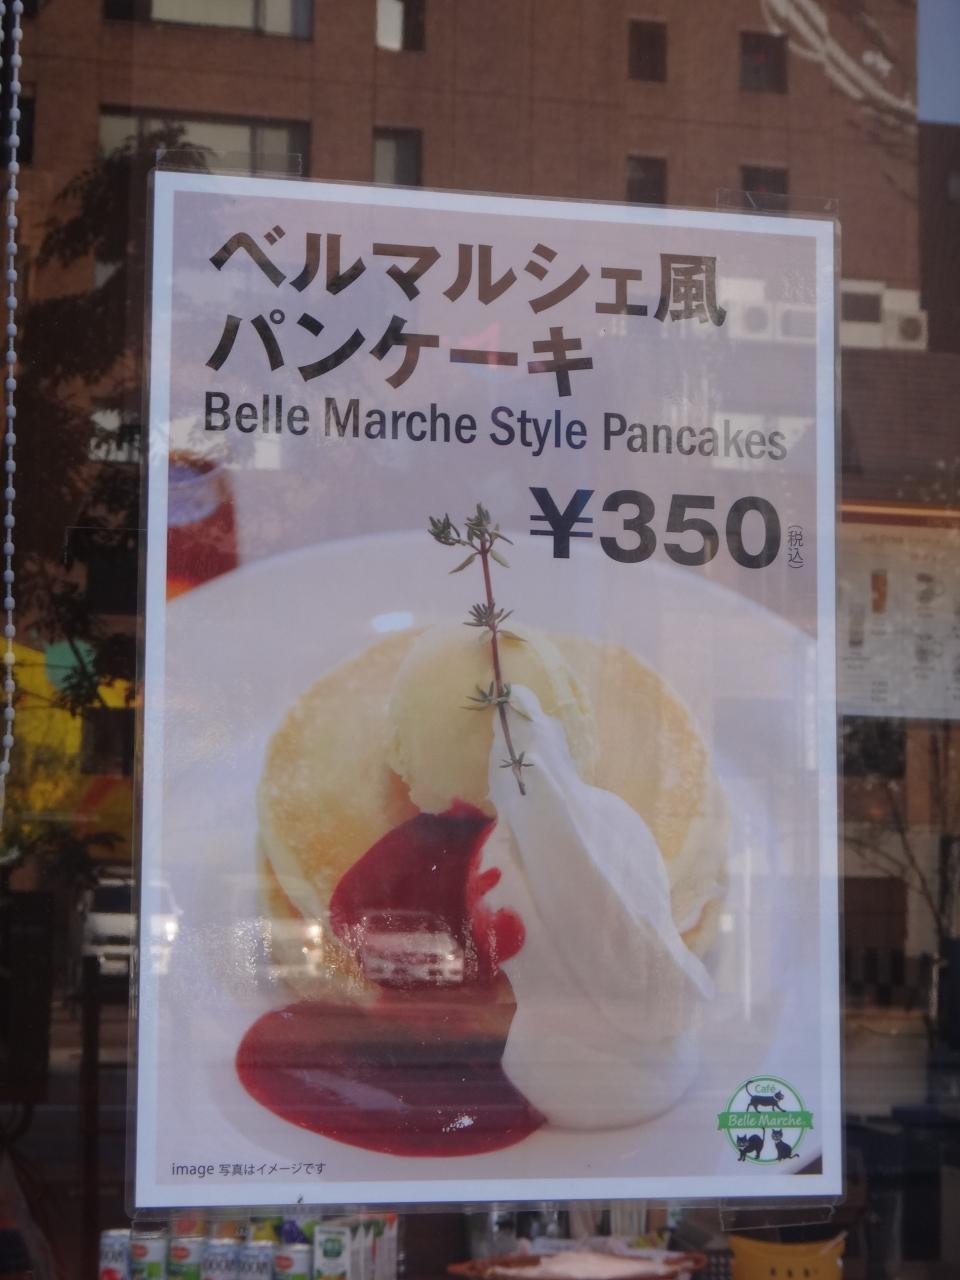 ベルマルシェ風
パンケーキ
Belle Marche Style Pancakes
¥350
(税込)
Café
Belle Marche
image 写真はイメージです